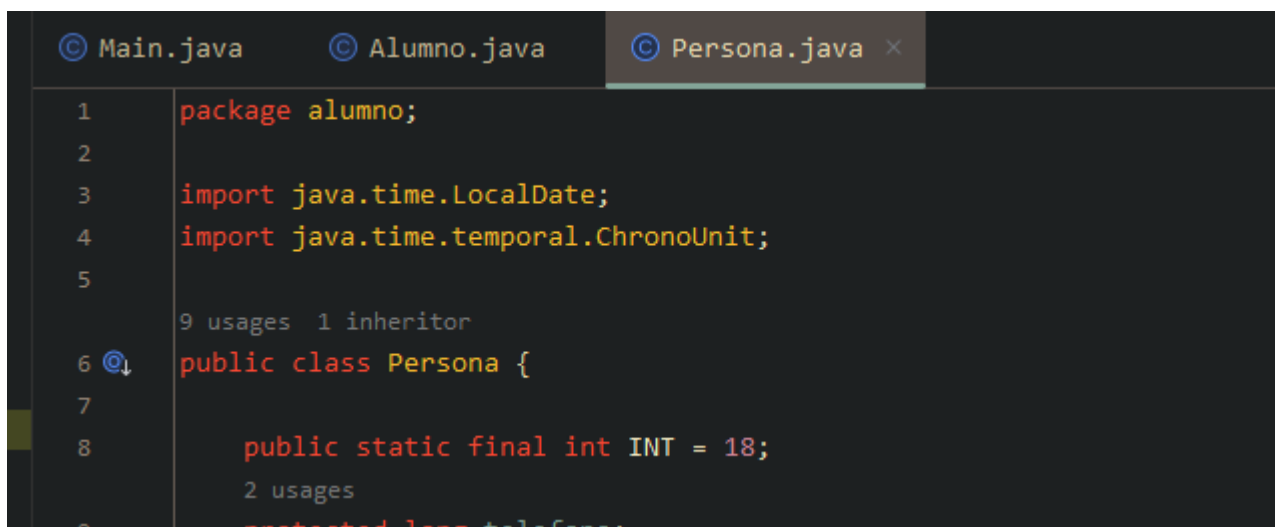 Main.java Alumno.java Persona.java
1 package alumno;
2
3 import java.time.LocalDate;
4 import java.time.temporal.ChronoUnit;
5
9 usages 1 inheritor
6 public class Persona {
7
8 public static final int INT = 18;
2 usages